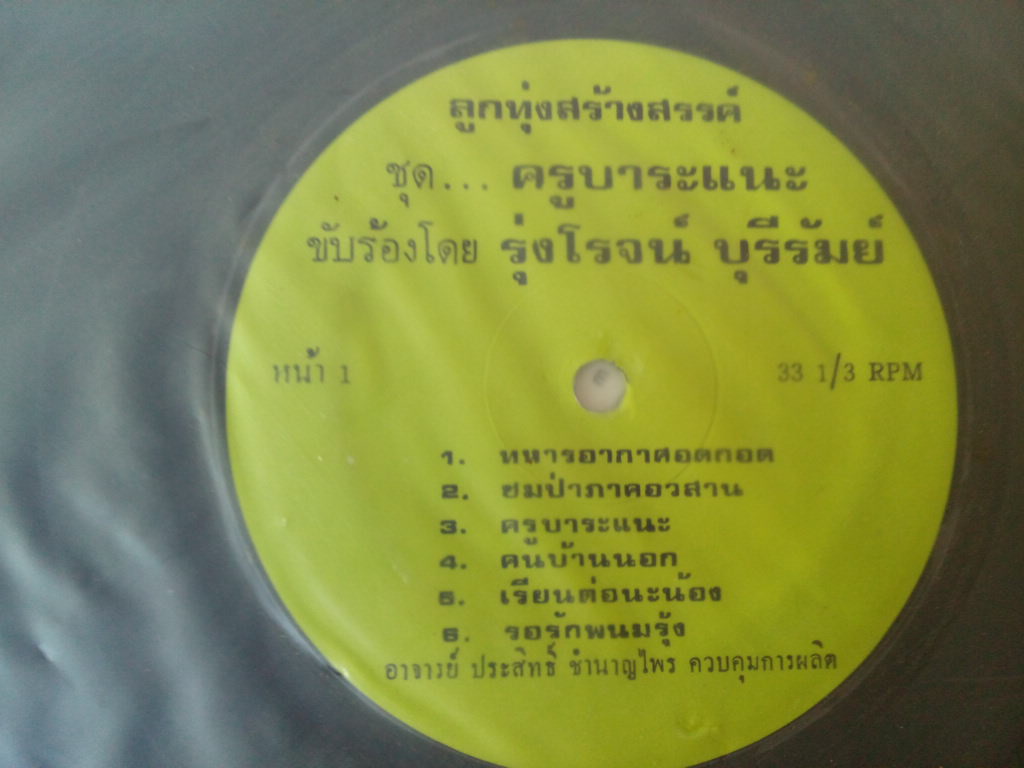 ลูกทุ่งสร้างสรรค์
ชุด... ครูบาระแนะ
ขับร้องโดย รุ่งโรจน์ บุรีรัมย์
หน้า 1
33 1/3 RPM
1. ทหารอากาศอดกอด
2. ชมป่าภาคอวสาน
3. ครูบาระแนะ
4. คนบ้านนอก
5. เรียนต่อนะน้อง
6. รอรักพนมรุ้ง
อาจารย์ ประสิทธิ์ ชำนาญไพร ควบคุมการผลิต